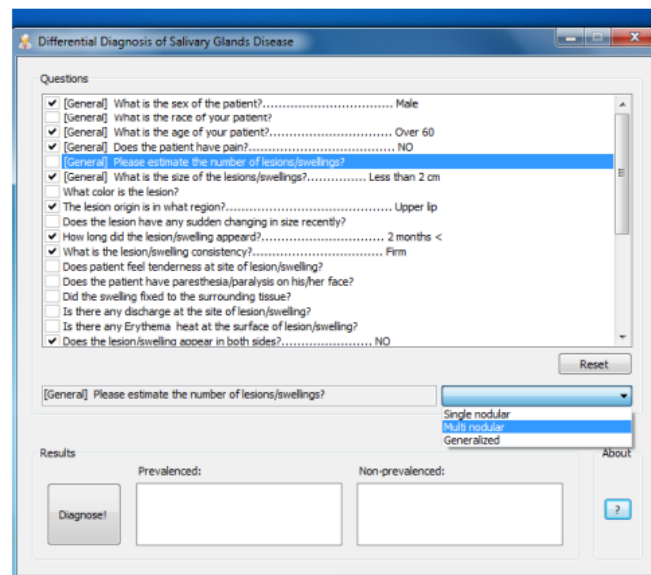 Differential Diagnosis of Salivary Glands Disease
Questions
[General] What is the sex of the patient?................................. Male
[General] What is the race of your patient?
[General] What is the age of your patient?...................................... Over 60
[General] Does the patient have pain?..................................... NO
[General] Please estimate the number of lesions/swellings?
[General] What is the size of the lesions/swellings?............... Less than 2 cm
What color is the lesion?
The lesion origin is in what region?.......................................... Upper lip
Does the lesion have any sudden changing in size recently?
How long did the lesion/swelling appeard?............................... 2 months <
What is the lesion/swelling consistency?................................. Firm
Does patient feel tenderness at site of lesion/swelling?
Does the patient have paresthesia/paralysis on his/her face?
Did the swelling fixed to the surrounding tissue?
Is there any discharge at the site of lesion/swelling?
Is there any Erythema heat at the surface of lesion/swelling?
Does the lesion/swelling appear in both sides?....................... NO
Reset
[General] Please estimate the number of lesions/swellings?
Single nodular
Multi nodular
Generalized
Results
About
Prevalenced:
Non-prevalenced:
Diagnose!
?